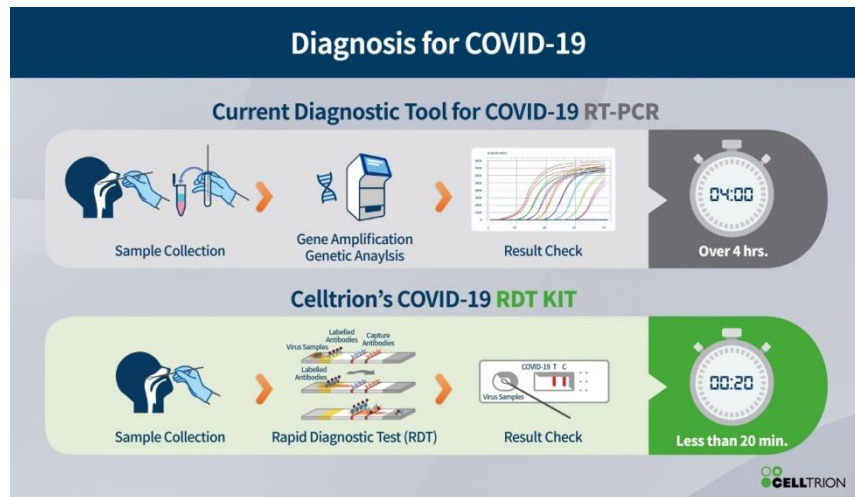 Diagnosis for COVID-19
Current Diagnostic Tool for COVID-19 RT-PCR
Amplification
04:00
Sample Collection
Gene Amplification
Genetic Anaylsis
Result Check
Over 4 hrs.
Celltrion's COVID-19 RDT KIT
Virus Samples
Labelled
Antibodies
Capture
Antibodies
Labelled
Antibodies
COVID-19 T C
Virus Samples
00:20
Sample Collection
Rapid Diagnostic Test (RDT)
Result Check
Less than 20 min.
CELLTRION